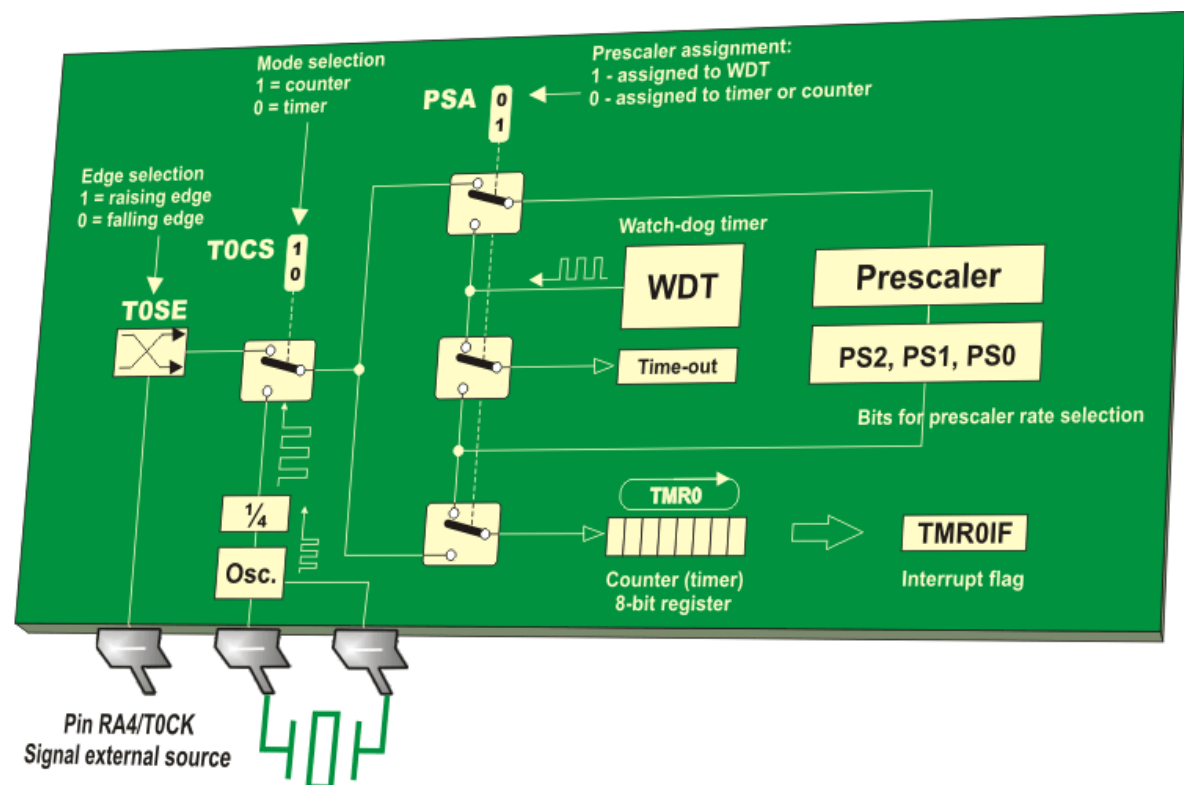 Mode selection
1 = counter
0 = timer
Prescaler assignment:
1 - assigned to WDT
0 - assigned to timer or counter
PSA
0
1
Edge selection
1 = raising edge
0 = falling edge
T0CS
1
0
T0SE
Watch-dog timer
WDT
Prescaler
Time-out
PS2, PS1, PS0
Bits for prescaler rate selection
¼
Osc.
TMR0
Counter (timer)
8-bit register
TMR0IF
Interrupt flag
Pin RA4/T0CK
Signal external source